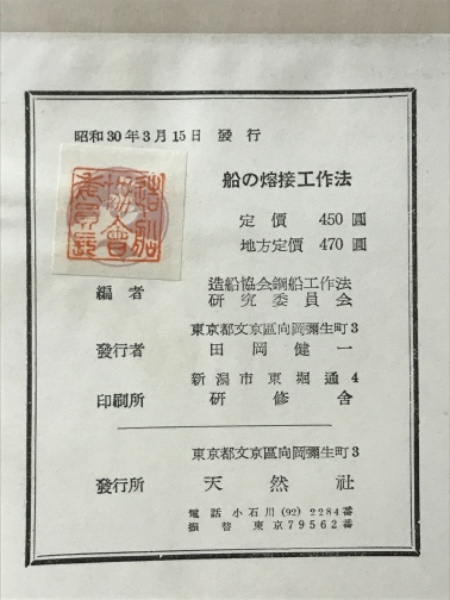 昭和30年3月15日 發行
船の熔接工作法
定價 450圓
地方定價 470圓
編者 造船協会鋼船工作法
研究委員会
東京都文京區向岡彌生町3
發行者 田岡健一
新潟市東堀通4
印刷所 研修舎
東京都文京區向岡彌生町3
發行所 天然社
電話 小石川(92)2284番
振替 東京79562番